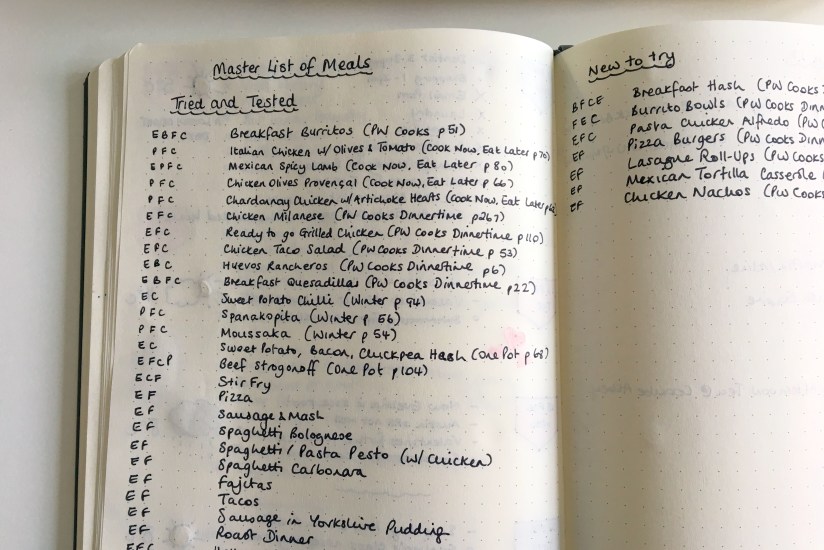 Master List of Meals
Tried and Tested
EBFC Breakfast Burritos (PW Cooks p51)
PFC Italian Chicken w/ Olives & Tomato (Cook Now, Eat Later p70)
EPFC Mexican Spicy Lamb (Cook Now, Eat Later p80)
PFC Chicken Olives Provençal (Cook Now, Eat Later p66)
PFC Chardonnay Chicken w/ Artichoke Hearts (Cook Now, Eat Later
EFC Chicken Milanese (PW Cooks Dinnertime p267)
EFC Ready to go Grilled Chicken (PW Cooks Dinnertime p110)
EPC Chicken Taco Salad (PW Cooks Dinnertime p53)
EBC Huevos Rancheros (PW Cooks Dinnertime p6)
EBFC Breakfast Quesadillas (PW Cooks Dinnertime p22)
EC Sweet Potato Chilli (Winter p94)
PFC Spanakopita (Winter p56)
PFC Moussaka (Winter p54)
EC Sweet Potato, Bacon, Chickpea Hash (One Pot p68)
EFCP Beef Strogonoff (One Pot p104)
ECF Stir Fry
EF Pizza
EF Sausage & Mash
EF Spaghetti Bolognese
EF Spaghetti / Pasta Pesto (w/ Chicken)
EF Spaghetti Carbonara
EF Fajitas
EF Tacos
EF Sausage in Yorkshire Pudding
EF Roast Dinner
EFC
New to try
BFCE Breakfast Hash (PW Cooks
FEC Burrito Bowls (PW Cooks Dinn
EFC Pasta Chicken Alfredo (PW C
EF Pizza Burgers (PW Cooks Dinn
EF Lasagne Roll-Ups (PW Cooks
EF Mexican Tortilla Casserole
EF Chicken Nachos (PW Cooks